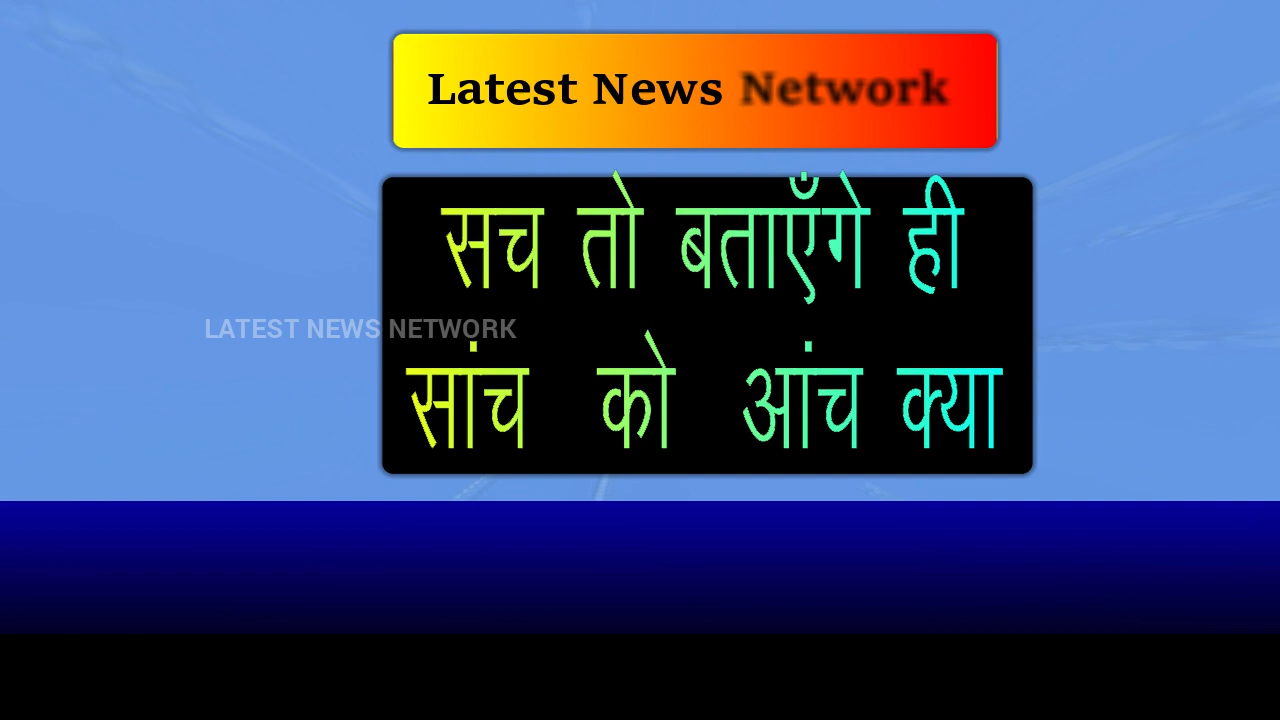 Latest News Network
सच तो बताएँगे ही
LATEST NEWS NETWORK
सांच को आंच क्या